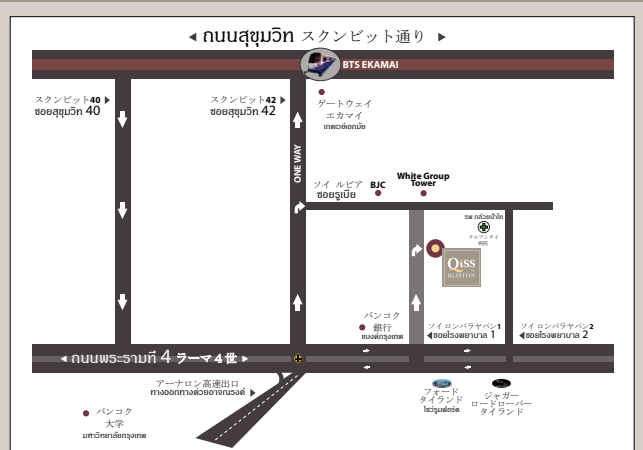 ถนนสุขุมวิท スクンビット通り
BTS EKAMAI
スクンビット40
ซอยสุขุมวิท 40
スクンビット42
ซอยสุขุมวิท 42
ゲートウェイ
エカマイ
เกตเวย์เอกมัย
ONE WAY
ソイ ルビア
ซอยรูเบีย
BJC
White Group
Tower
รพ กล้วยน้ำไท
クルアンタイ
病院
QiSS
BLISTON
バンコク
銀行
แบงค์กรุงเทพ
ソイ ロンパラヤバン1
ซอยโรงพยาบาล 1
ソイ ロンパラヤバン2
ซอยโรงพยาบาล 2
ถนนพระรามที่ 4 ラーマ4世
アーナロン高速出口
ทางออกทางด่วนอาจณรงค์
バンコク
大学
มหาวิทยาลัยกรุงเทพ
フォード
タイランド
โชว์รูมฟอร์ด
ジャガー
ロードローバー
タイランド